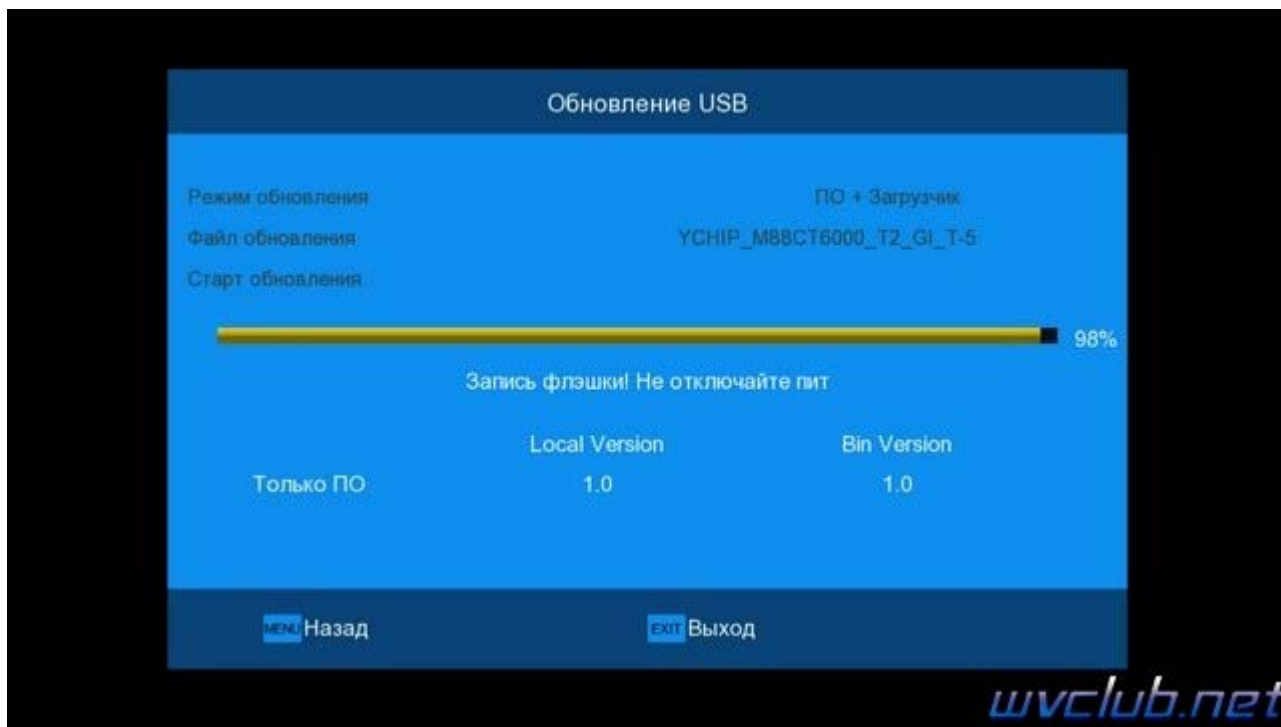 Обновление USB
Режим обновления ПО + Загрузчик
Файл обновления YCHIP_M88CT6000_T2_GI_T-5
Старт обновления
98%
Запись флэшки! Не отключайте пит
Local Version Bin Version
Только ПО 1.0 1.0
MENU Назад EXIT Выход
wvclub.net